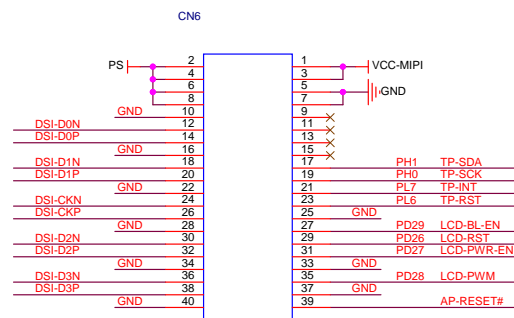 CN6
PS 2 1 VCC-MIPI
4 3
6 5 GND
8 7
GND 10 9
DSI-D0N 12 11
DSI-D0P 14 13
GND 16 15
DSI-D1N 18 17 PH1 TP-SDA
DSI-D1P 20 19 PH0 TP-SCK
GND 22 21 PL7 TP-INT
DSI-CKN 24 23 PL6 TP-RST
DSI-CKP 26 25 GND
GND 28 27 PD29 LCD-BL-EN
DSI-D2N 30 29 PD26 LCD-RST
DSI-D2P 32 31 PD27 LCD-PWR-EN
GND 34 33 GND
DSI-D3N 36 35 PD28 LCD-PWM
DSI-D3P 38 37 GND
GND 40 39 AP-RESET#